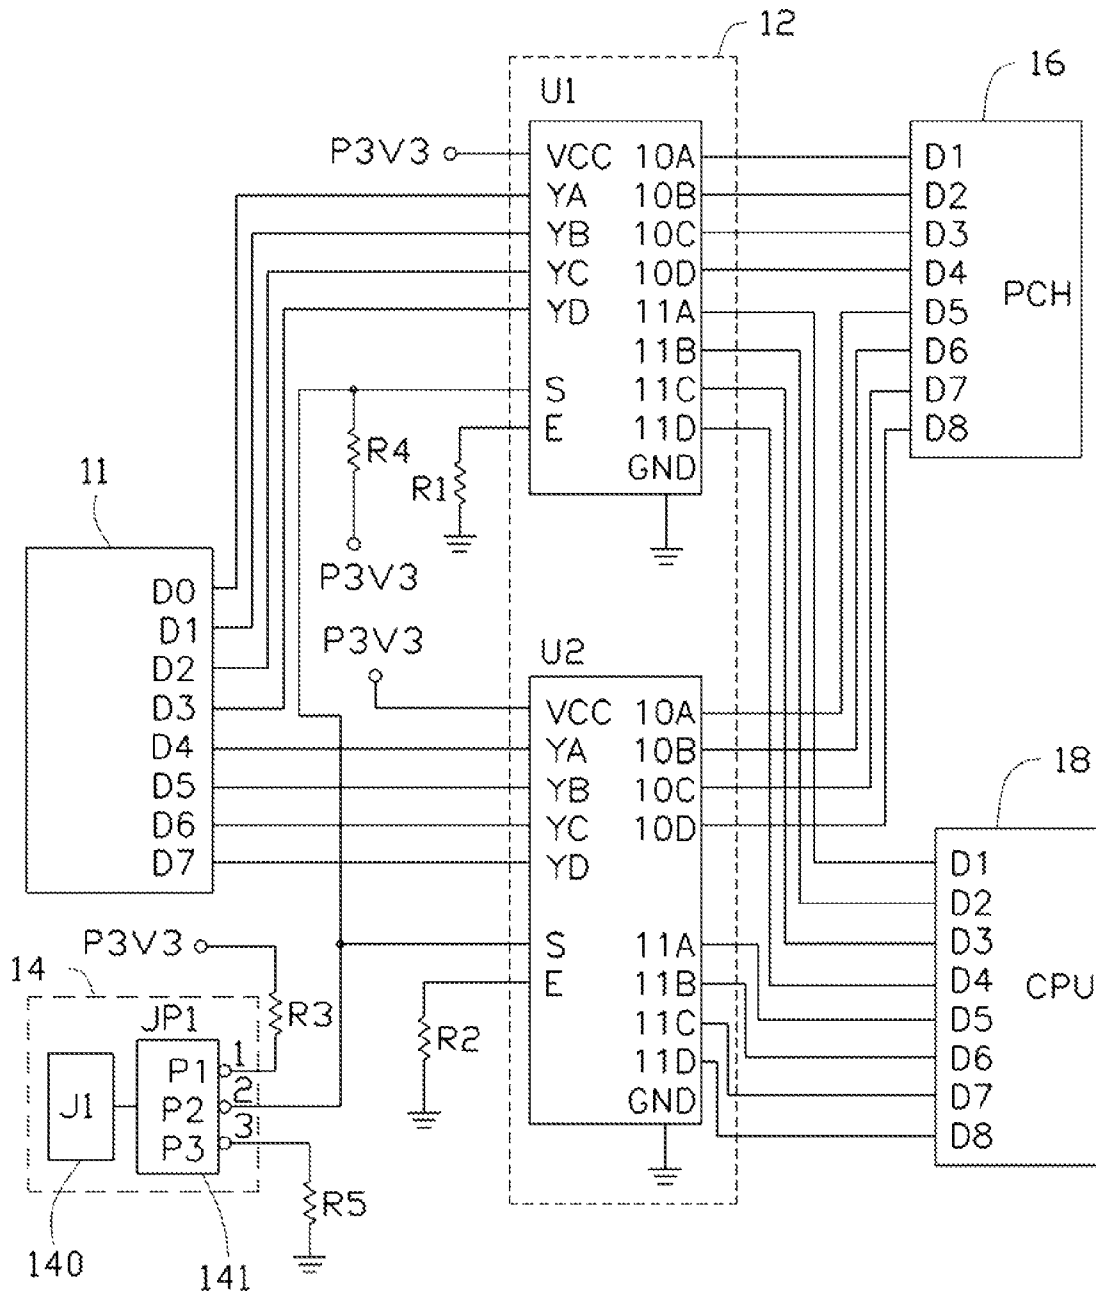 12
16
U1
P3V3
VCC 10A
YA 10B
YB 10C
YC 10D
YD 11A
11B
S 11C
E 11D
GND
D1
D2
D3
D4
PCH
D5
D6
D7
D8
R4
R1
P3V3
11
D0
D1
D2
D3
D4
D5
D6
D7
P3V3
U2
VCC 10A
YA 10B
YB 10C
YC 10D
YD
S 11A
E 11B
11C
11D
GND
18
D1
D2
D3
D4
CPU
D5
D6
D7
D8
P3V3
14
R3
R2
JP1
J1
P1 1
P2 2
P3 3
R5
140
141